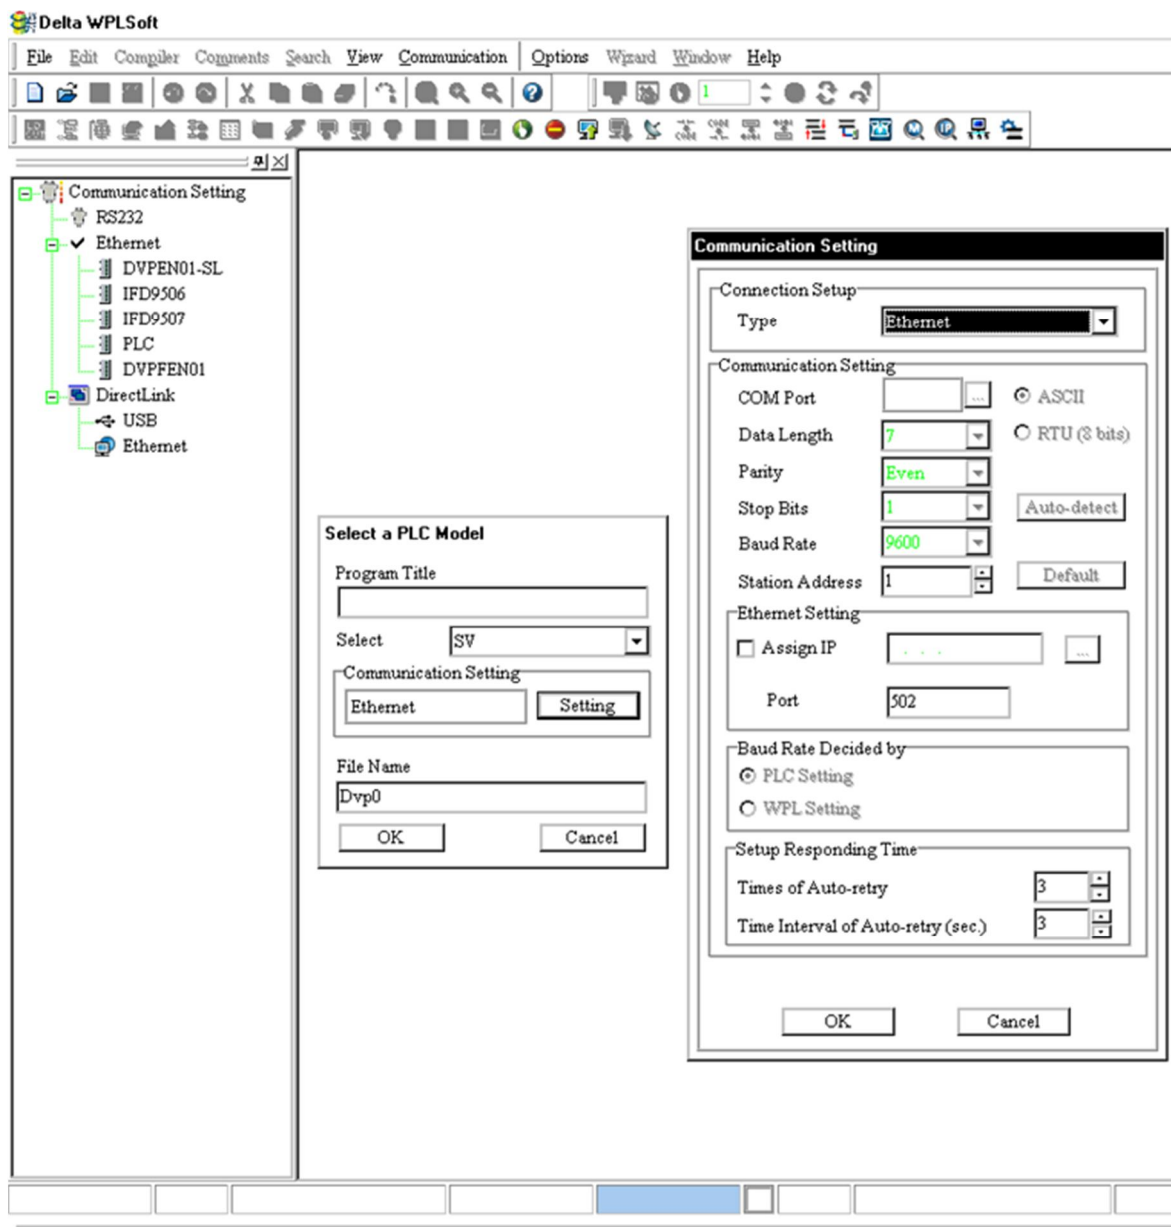 Delta WPLSoft
File Edit Compiler Comments Search View Communication Options Wizard Window Help
1
Communication Setting
RS232
Ethernet
DVPEN01-SL
IFD9506
IFD9507
PLC
DVPFEN01
DirectLink
USB
Ethernet
Select a PLC Model
Program Title
Select SV
Communication Setting
Ethernet Setting
File Name
Dvp0
OK Cancel
Communication Setting
Connection Setup
Type Ethernet
Communication Setting
COM Port ... ASCII
Data Length 7 RTU (8 bits)
Parity Even
Stop Bits 1 Auto-detect
Baud Rate 9600
Station Address 1 Default
Ethernet Setting
Assign IP . . . ...
Port 502
Baud Rate Decided by
PLC Setting
WPL Setting
Setup Responding Time
Times of Auto-retry 3
Time Interval of Auto-retry (sec.) 3
OK Cancel